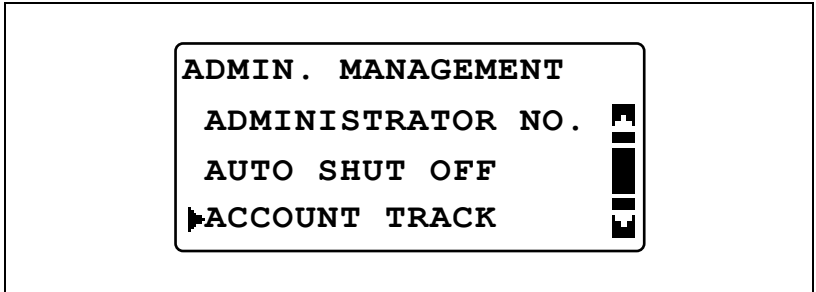 ADMIN. MANAGEMENT
ADMINISTRATOR NO.
AUTO SHUT OFF
ACCOUNT TRACK